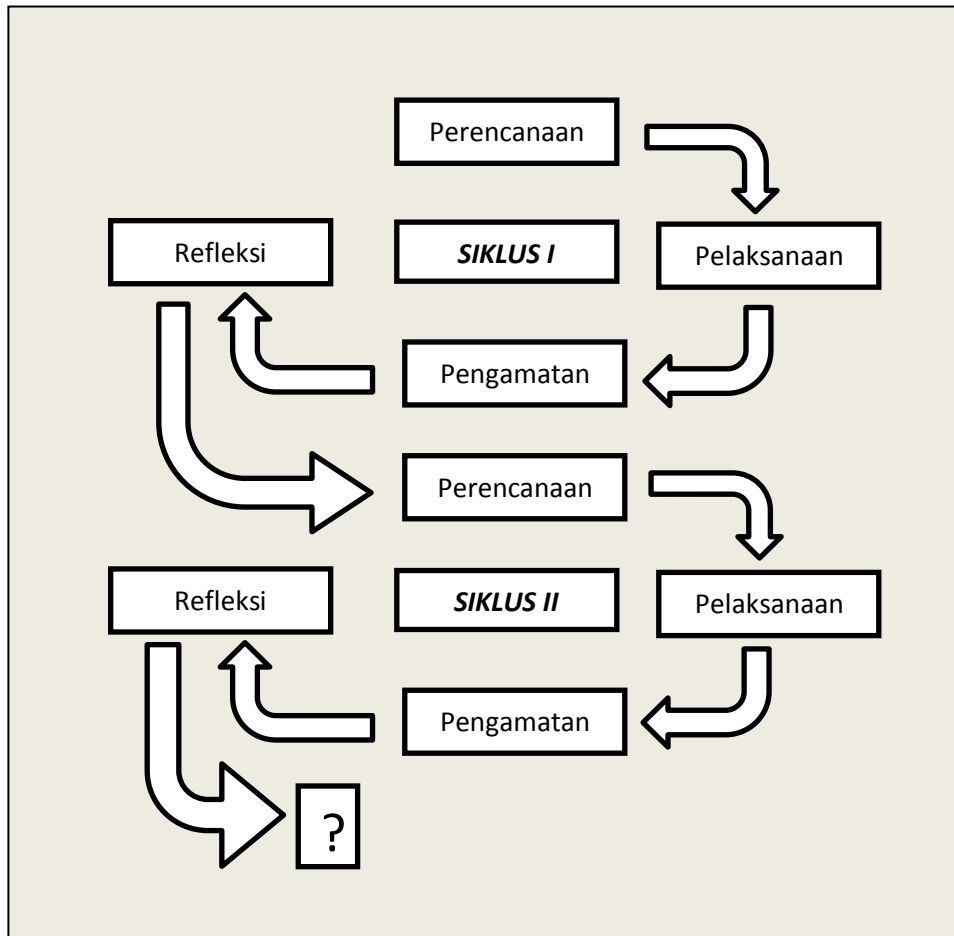 Perencanaan
Refleksi
SIKLUS I
Pelaksanaan
Pengamatan
Perencanaan
Refleksi
SIKLUS II
Pelaksanaan
Pengamatan
?